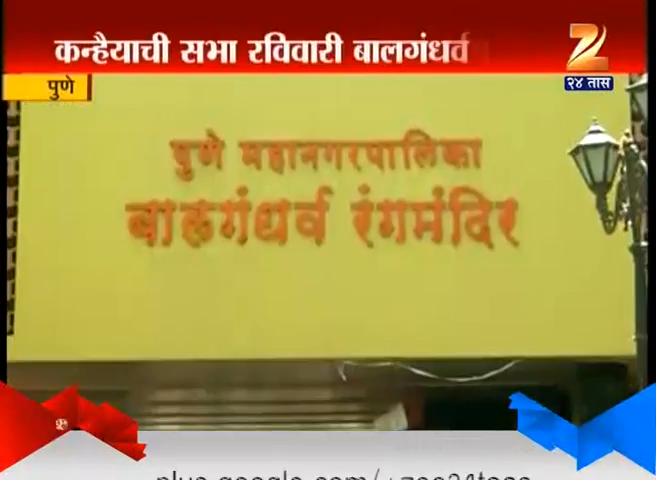 कन्हैयाची सभा रविवारी बालगंधर्व
२४ तास
पुणे
पुणे महानगरपालिका
बालगंधर्व रंगमंदिर